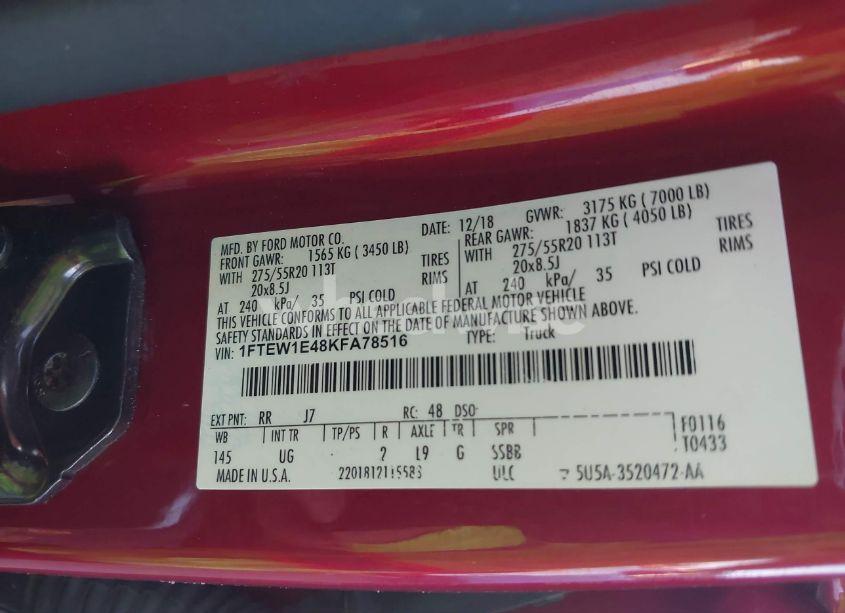 MFD. BY FORD MOTOR CO. DATE: 12/18 GVWR: 3175 KG ( 7000 LB)
FRONT GAWR: 1565 KG ( 3450 LB) REAR GAWR: 1837 KG ( 4050 LB)
WITH 275/55R20 113T TIRES WITH 275/55R20 113T TIRES
20x8.5J RIMS 20x8.5J RIMS
AT 240 kPa/ 35 PSI COLD AT 240 kPa/ 35 PSI COLD
THIS VEHICLE CONFORMS TO ALL APPLICABLE FEDERAL MOTOR VEHICLE
SAFETY STANDARDS IN EFFECT ON THE DATE OF MANUFACTURE SHOWN ABOVE.
VIN: 1FTEW1E48KFA78516 TYPE: Truck
EXT PNT: RR J7 RC: 48 DSO:
WB INT TR TP/PS R AXLE TR SPR F0116
145 UG 2 L9 G SSBB T0433
MADE IN U.S.A. ULC 5U5A-3520472-AA